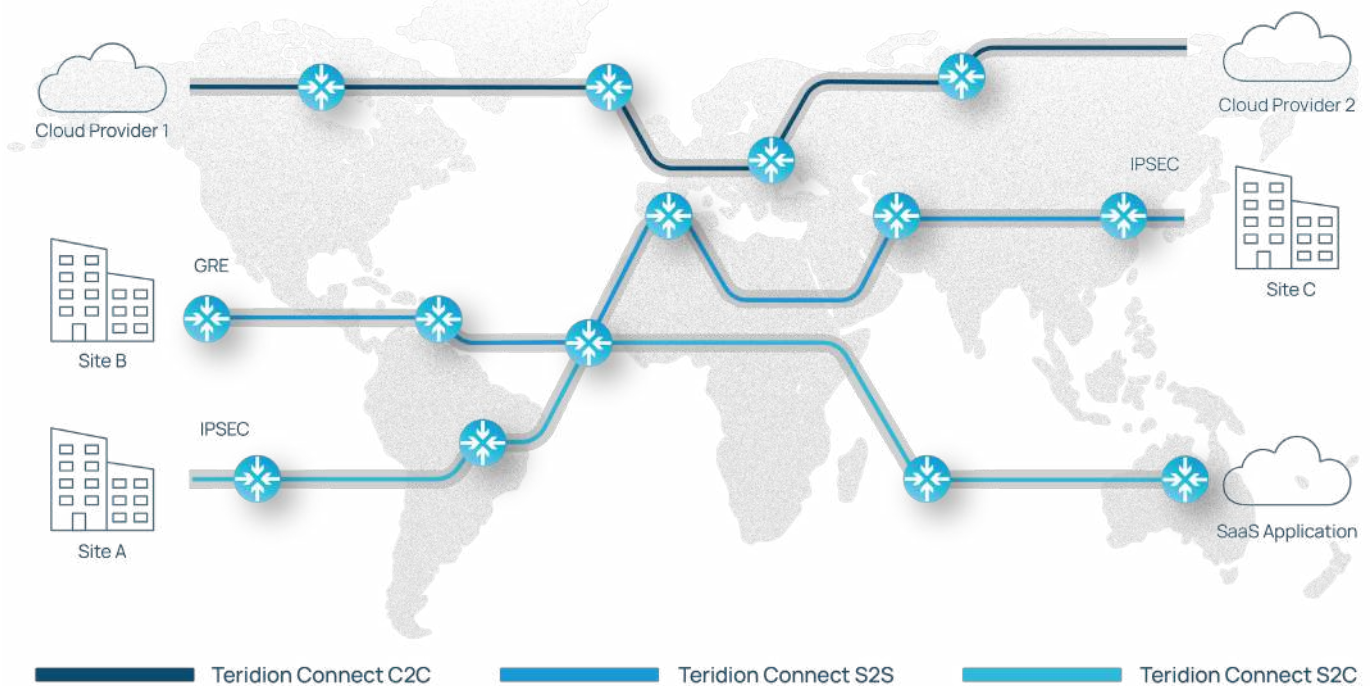 Cloud Provider 1
Cloud Provider 2
IPSEC
Site C
GRE
Site B
IPSEC
Site A
SaaS Application
Teridion Connect C2C
Teridion Connect S2S
Teridion Connect S2C